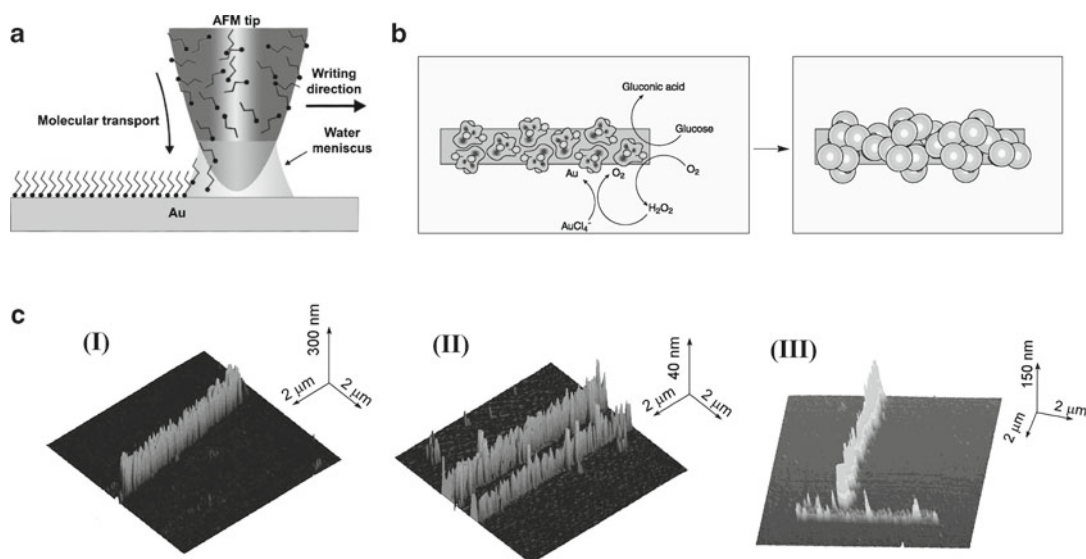 a
AFM tip
Writing
direction
Molecular transport
Water
meniscus
Au
b
Gluconic acid
Glucose
Au
O2
O2
H2O2
AuCl4-
c
(I)
300 nm
2 μm
2 μm
(II)
40 nm
2 μm
2 μm
(III)
150 nm
2 μm
2 μm